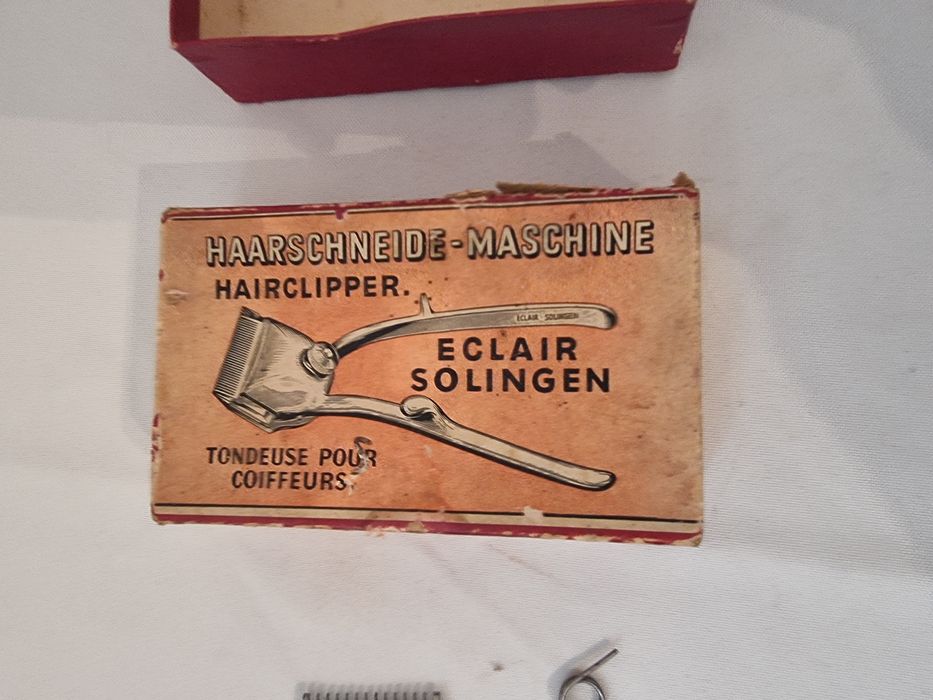 HAARSCHNEIDE-MASCHINE
HAIRCLIPPER.
ECLAIR - SOLINGEN
ECLAIR
SOLINGEN
TONDEUSE POUR
COIFFEURS.